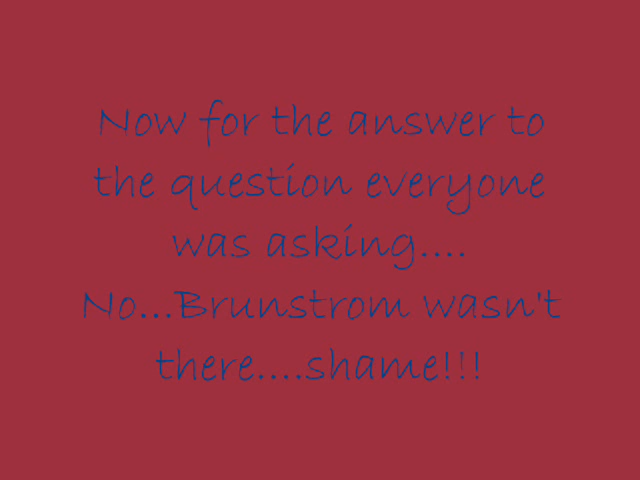 Now for the answer to
the question everyone
was asking....
No...Brunstrom wasn't
there....shame!!!